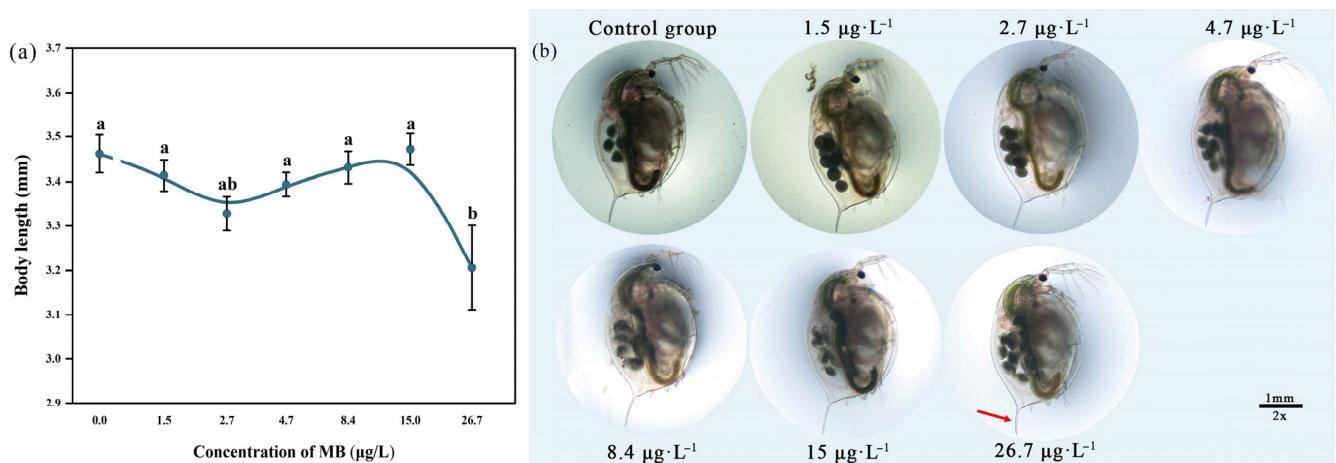 (a)
3.7
3.6
3.5
3.4
3.3
3.2
3.1
3.0
2.9
Body length (mm)
a
a
ab
a
a
a
b
0.0 1.5 2.7 4.7 8.4 15.0 26.7
Concentration of MB (µg/L)
(b)
Control group 1.5 µg·L⁻¹ 2.7 µg·L⁻¹ 4.7 µg·L⁻¹
8.4 µg·L⁻¹ 15 µg·L⁻¹ 26.7 µg·L⁻¹
1mm
2x